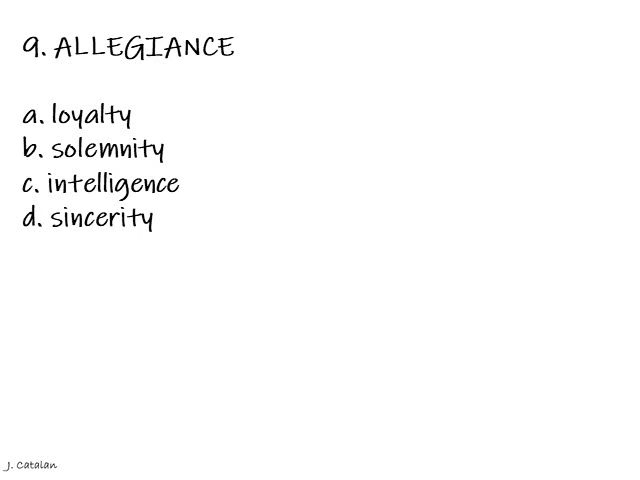 9. ALLEGIANCE
a. loyalty
b. solemnity
c. intelligence
d. sincerity
J. Catalan